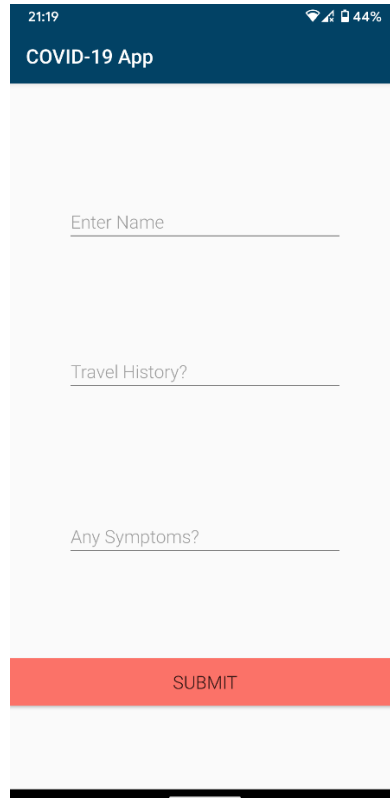 21:19 44%
COVID-19 App
Enter Name
Travel History?
Any Symptoms?
SUBMIT